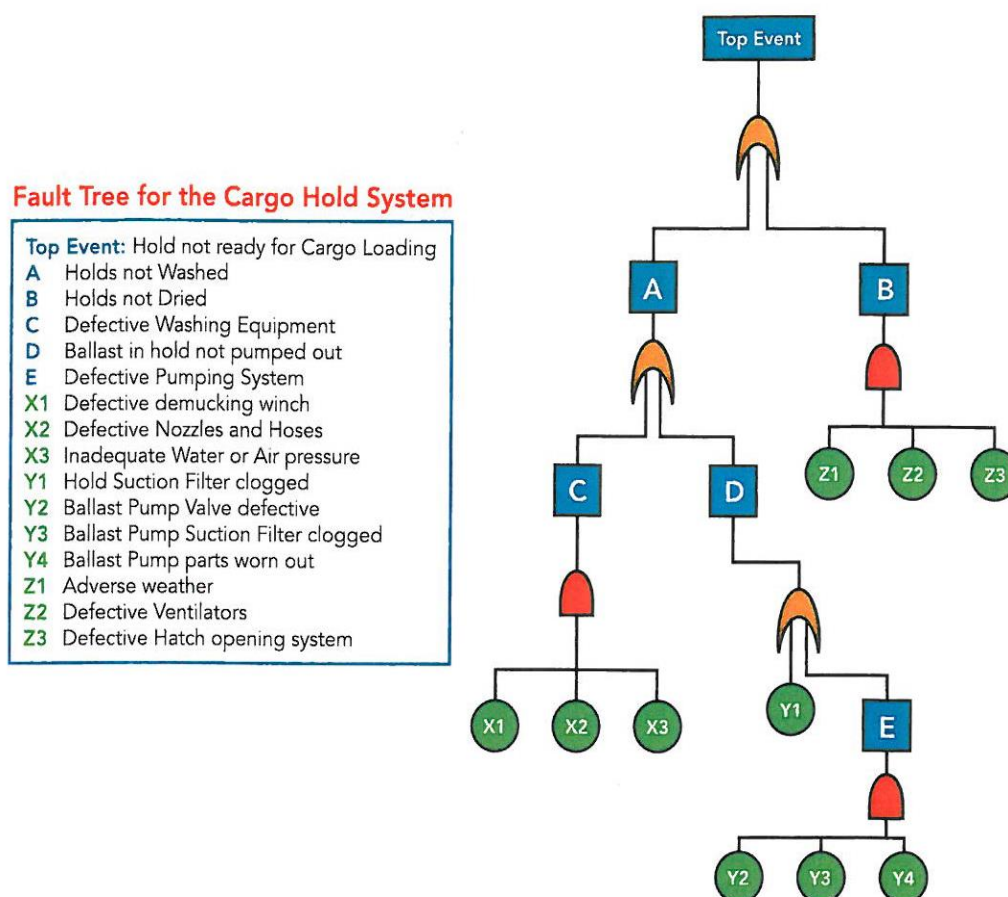 Top Event
Fault Tree for the Cargo Hold System
Top Event: Hold not ready for Cargo Loading
A Holds not Washed
B Holds not Dried
C Defective Washing Equipment
D Ballast in hold not pumped out
E Defective Pumping System
X1 Defective demucking winch
X2 Defective Nozzles and Hoses
X3 Inadequate Water or Air pressure
Y1 Hold Suction Filter clogged
Y2 Ballast Pump Valve defective
Y3 Ballast Pump Suction Filter clogged
Y4 Ballast Pump parts worn out
Z1 Adverse weather
Z2 Defective Ventilators
Z3 Defective Hatch opening system
A B
Z1 Z2 Z3
C D
X1 X2 X3
Y1
E
Y2 Y3 Y4